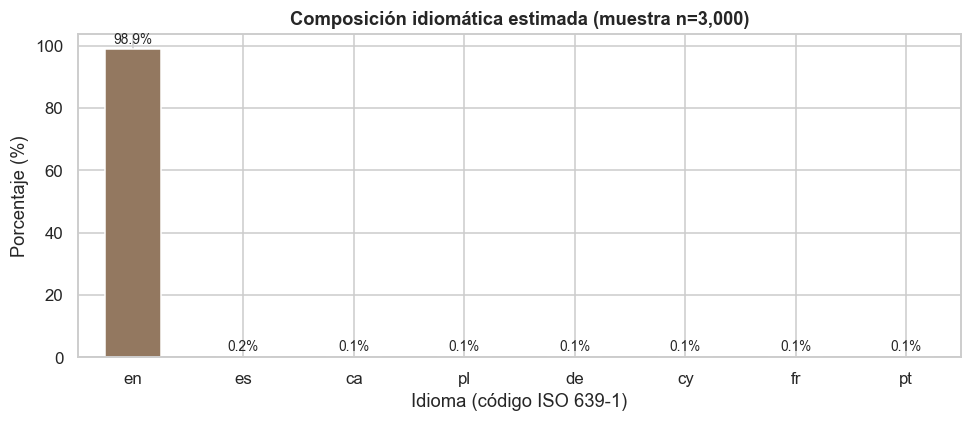 Composición idiomática estimada (muestra n=3,000)
Porcentaje (%)
100
80
60
40
20
0
98.9%
0.2%
0.1%
0.1%
0.1%
0.1%
0.1%
0.1%
en
es
ca
pl
de
cy
fr
pt
Idioma (código ISO 639-1)